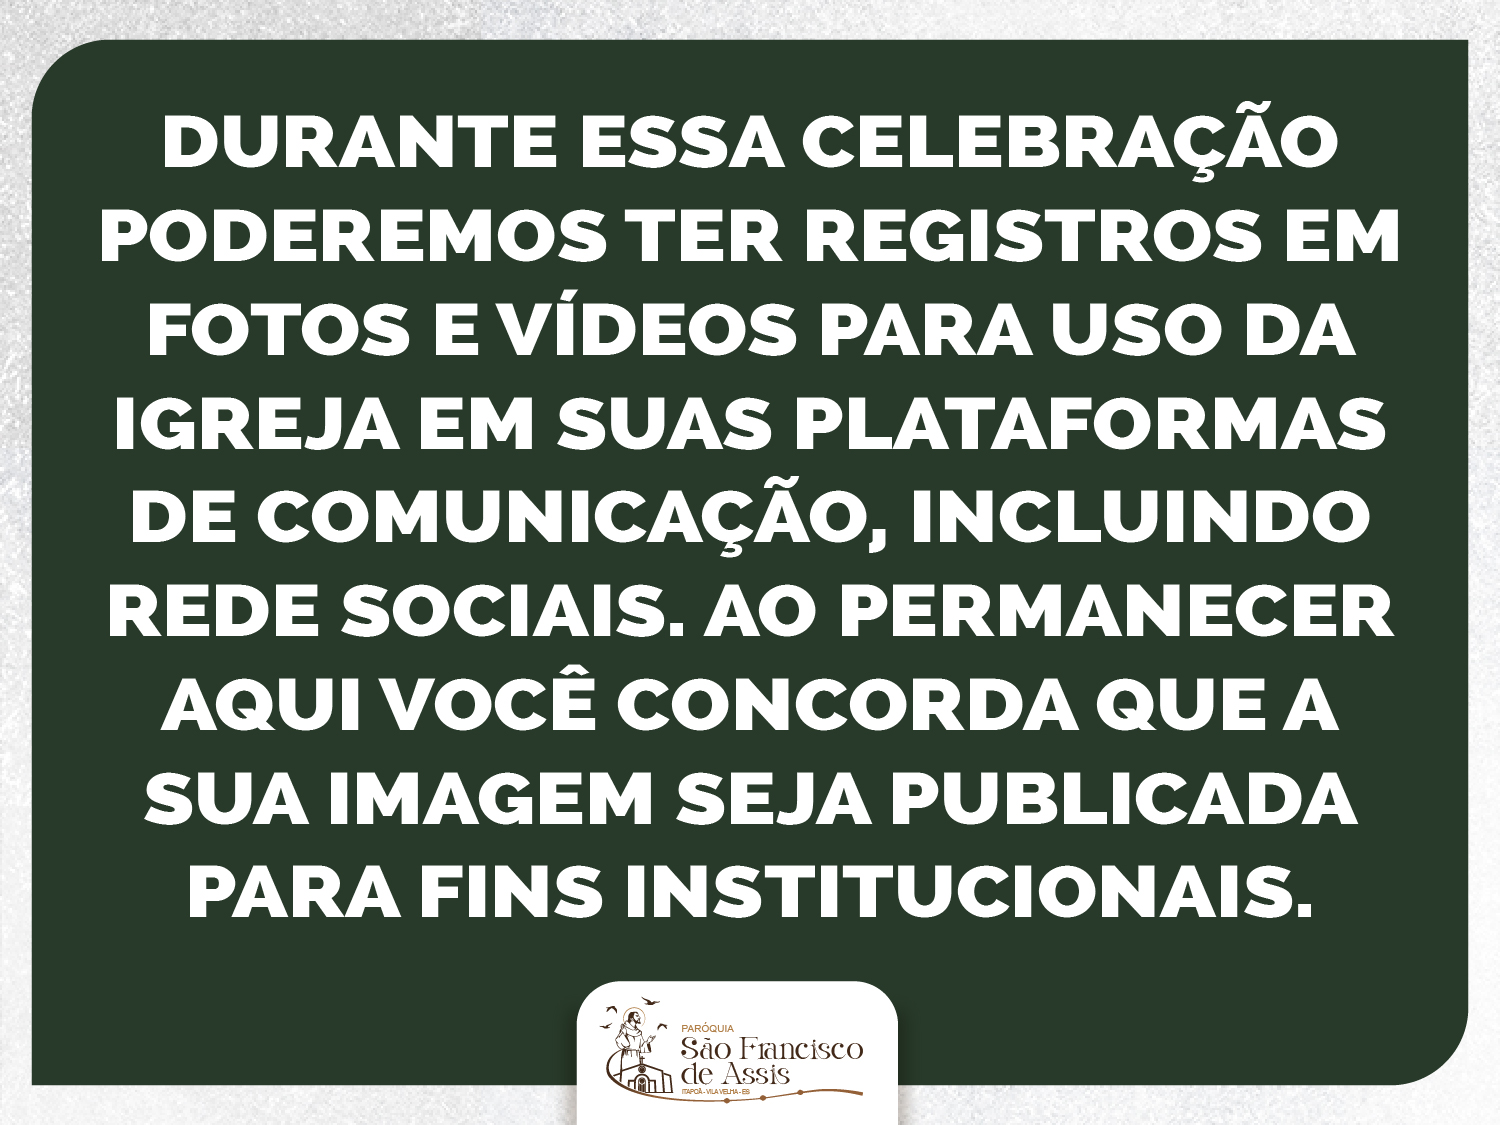 DURANTE ESSA CELEBRAÇÃO
PODEREMOS TER REGISTROS EM
FOTOS E VÍDEOS PARA USO DA
IGREJA EM SUAS PLATAFORMAS
DE COMUNICAÇÃO, INCLUINDO
REDE SOCIAIS. AO PERMANECER
AQUI VOCÊ CONCORDA QUE A
SUA IMAGEM SEJA PUBLICADA
PARA FINS INSTITUCIONAIS.
PARÓQUIA
São Francisco
de Assis
ITAPOÃ - VILA VELHA - ES